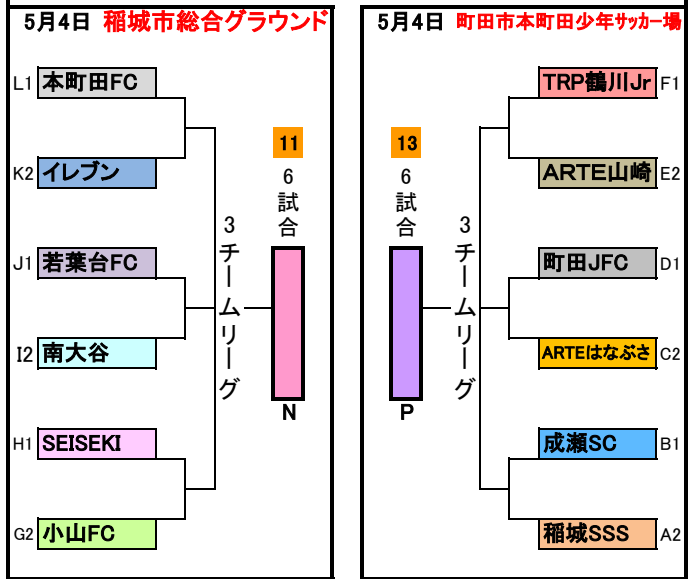 5月4日 稲城市総合グラウンド
L1 本町田FC
K2 イレブン
J1 若葉台FC
I2 南大谷
H1 SEISEKI
G2 小山FC
3チームリーグ
11
6試合
N
5月4日 町田市本町田少年サッカー場
13
6試合
P
3チームリーグ
TRP鶴川Jr F1
ARTE山崎 E2
町田JFC D1
ARTEはなぶさ C2
成瀬SC B1
稲城SSS A2